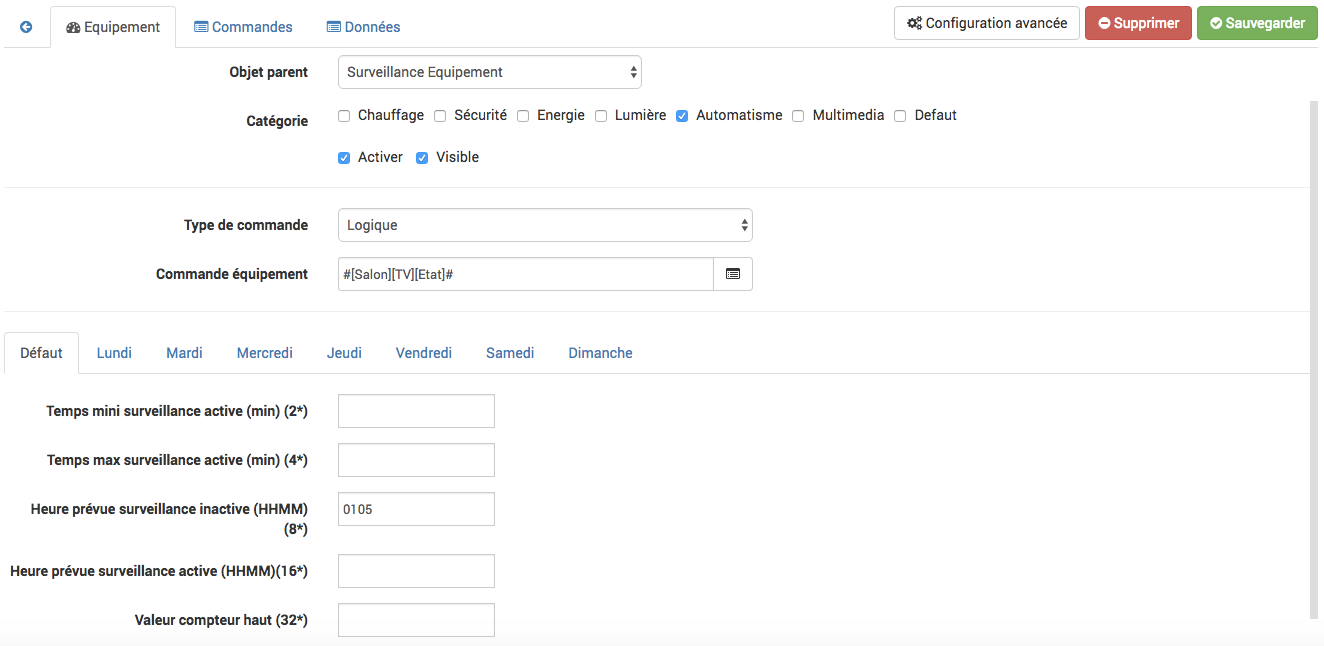 Equipement Commandes Données Configuration avancée Supprimer Sauvegarder
Objet parent Surveillance Equipement
Catégorie Chauffage Sécurité Energie Lumière Automatisme Multimedia Defaut
Activer Visible
Type de commande Logique
Commande équipement #[Salon][TV][Etat]#
Défaut Lundi Mardi Mercredi Jeudi Vendredi Samedi Dimanche
Temps mini surveillance active (min) (2*)
Temps max surveillance active (min) (4*)
Heure prévue surveillance inactive (HHMM) 0105
(8*)
Heure prévue surveillance active (HHMM)(16*)
Valeur compteur haut (32*)